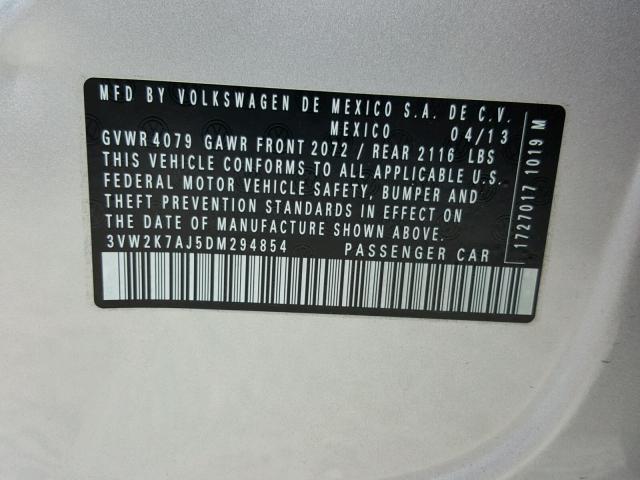 MFD BY VOLKSWAGEN DE MEXICO S.A. DE C.V.
MEXICO 04/13
GVWR 4079 GAWR FRONT 2072 / REAR 2116 LBS
THIS VEHICLE CONFORMS TO ALL APPLICABLE U.S.
FEDERAL MOTOR VEHICLE SAFETY, BUMPER AND
THEFT PREVENTION STANDARDS IN EFFECT ON
THE DATE OF MANUFACTURE SHOWN ABOVE.
3VW2K7AJ5DM294854 PASSENGER CAR
1727017 1019 M